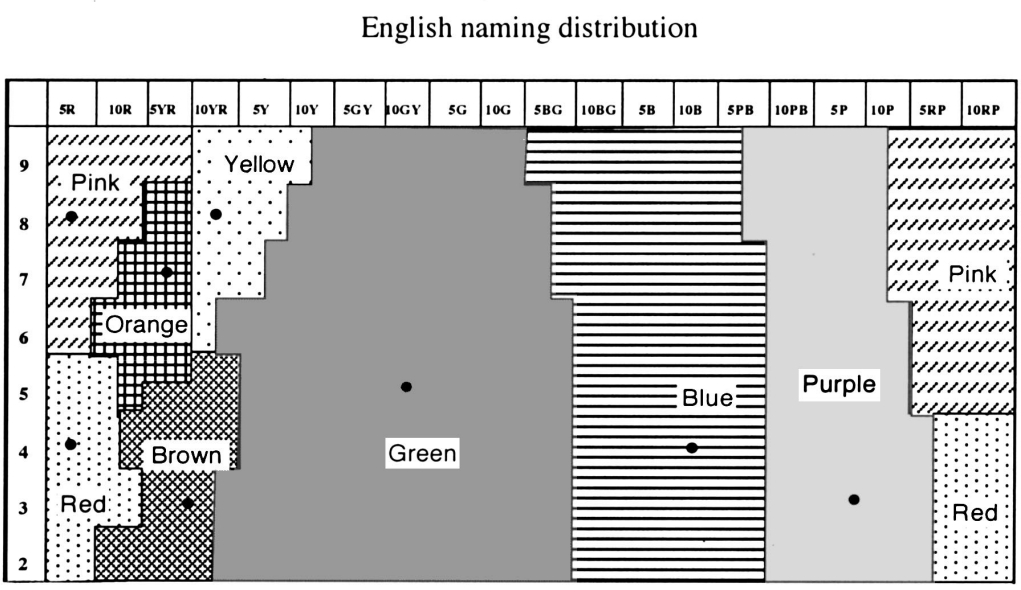 English naming distribution
5R 10R 5YR 10YR 5Y 10Y 5GY 10GY 5G 10G 5BG 10BG 5B 10B 5PB 10PB 5P 10P 5RP 10RP
9
Yellow
Pink
8
7
Pink
Orange
6
5
Purple
Blue
4
Brown
Green
3
Red
Red
2